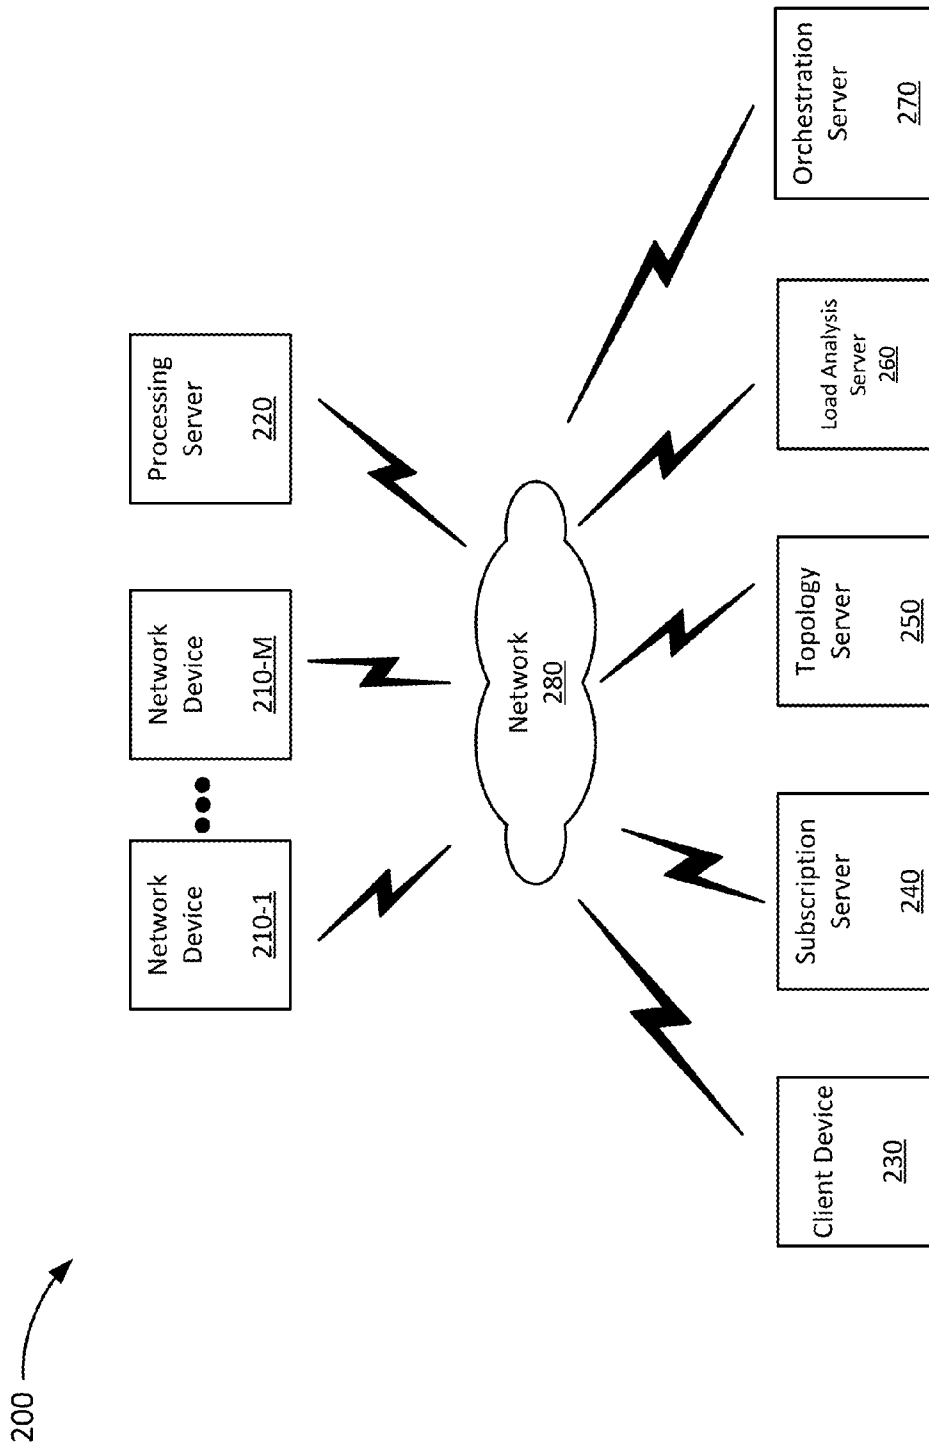 200
Network
Device
210-1
Network
Device
210-M
Processing
Server
220
Network
280
Client Device
230
Subscription
Server
240
Topology
Server
250
Load Analysis
Server
260
Orchestration
Server
270